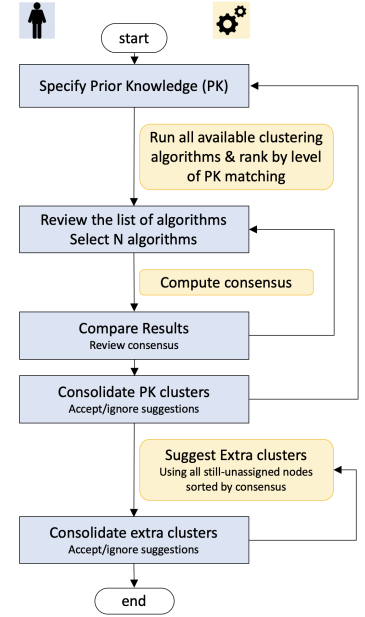 start
Specify Prior Knowledge (PK)
Run all available clustering
algorithms & rank by level
of PK matching
Review the list of algorithms
Select N algorithms
Compute consensus
Compare Results
Review consensus
Consolidate PK clusters
Accept/ignore suggestions
Suggest Extra clusters
Using all still-unassigned nodes
sorted by consensus
Consolidate extra clusters
Accept/ignore suggestions
end